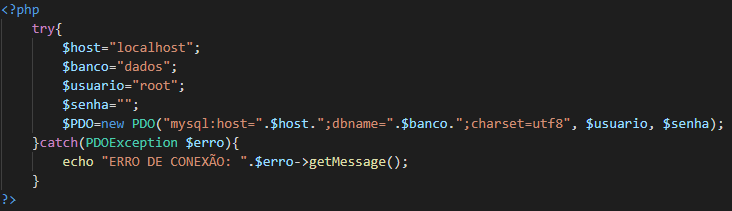 <?php
try{
$host="localhost";
$banco="dados";
$usuario="root";
$senha="";
$PDO=new PDO("mysql:host=".$host.";dbname=".$banco.";charset=utf8", $usuario, $senha);
}catch(PDOException $erro){
echo "ERRO DE CONEXÃO: ".$erro->getMessage();
}
?>